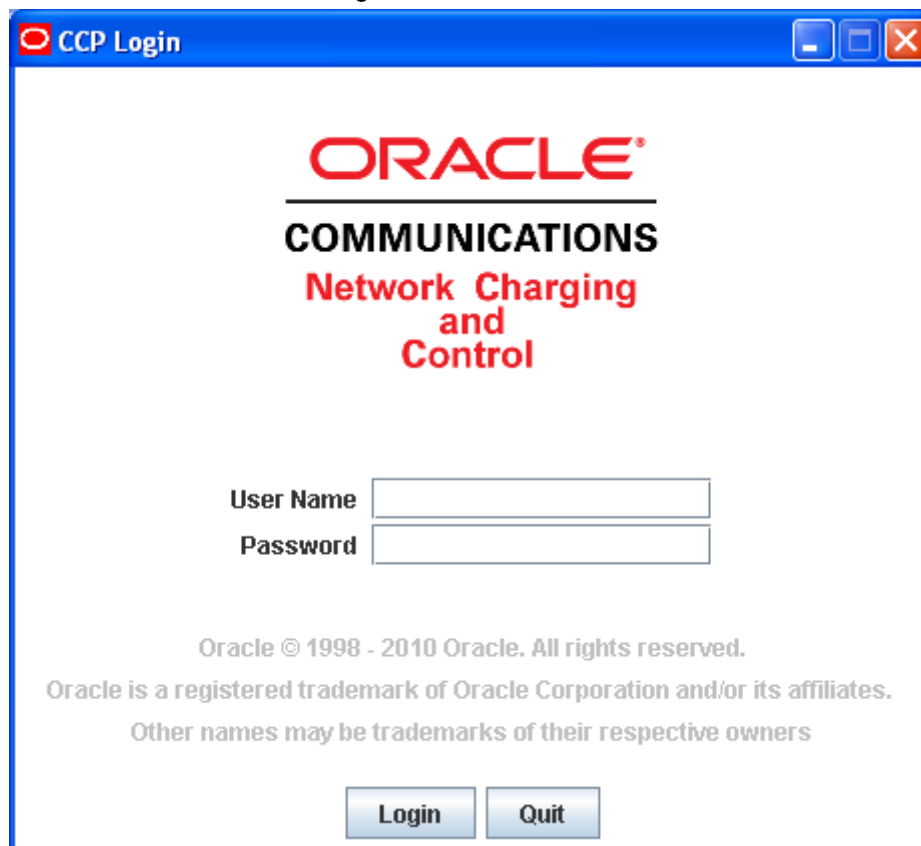 CCP Login
ORACLE®
COMMUNICATIONS
Network Charging
and
Control
User Name
Password
Oracle © 1998 - 2010 Oracle. All rights reserved.
Oracle is a registered trademark of Oracle Corporation and/or its affiliates.
Other names may be trademarks of their respective owners
Login Quit